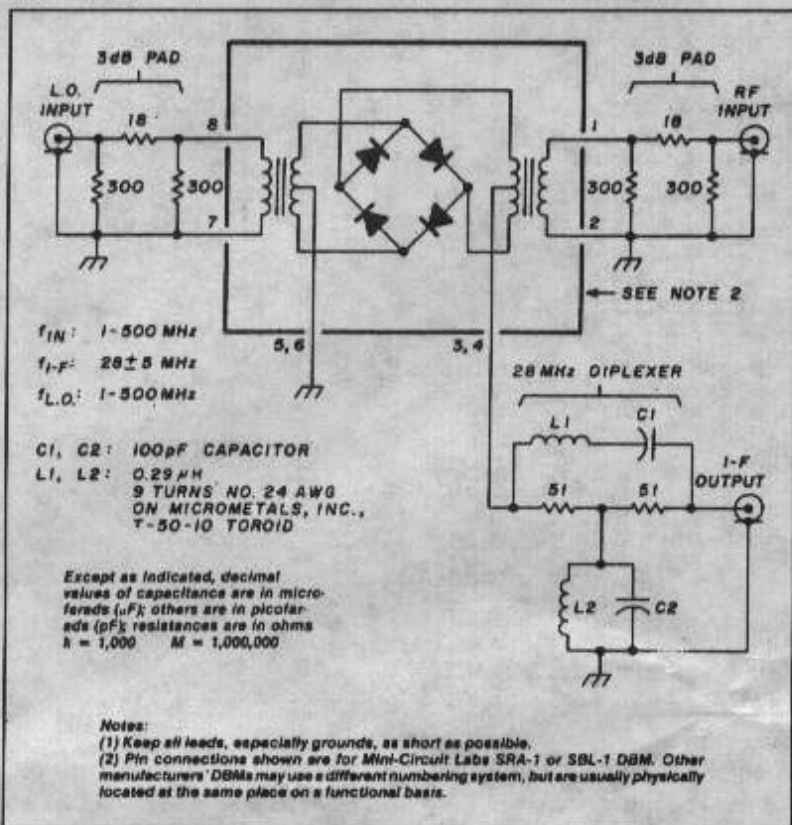 3dB PAD
3dB PAD
L.O.
INPUT
RF
INPUT
18
8
1
18
300
300
300
300
7
2
SEE NOTE 2
5, 6
3, 4
fIN: 1-500 MHz
fI-F: 28±5 MHz
fL.O.: 1-500 MHz
28 MHz DIPLEXER
L1
C1
I-F
OUTPUT
51
51
L2
C2
C1, C2: 100pF CAPACITOR
L1, L2: 0.29 μH
9 TURNS NO. 24 AWG
ON MICROMETALS, INC.,
T-50-10 TOROID
Except as indicated, decimal
values of capacitance are in micro-
farads (μF); others are in picofar-
ads (pF); resistances are in ohms
k = 1,000 M = 1,000,000
Notes:
(1) Keep all leads, especially grounds, as short as possible.
(2) Pin connections shown are for Mini-Circuit Labs SRA-1 or SBL-1 DBM. Other
manufacturers' DBMs may use a different numbering system, but are usually physically
located at the same place on a functional basis.